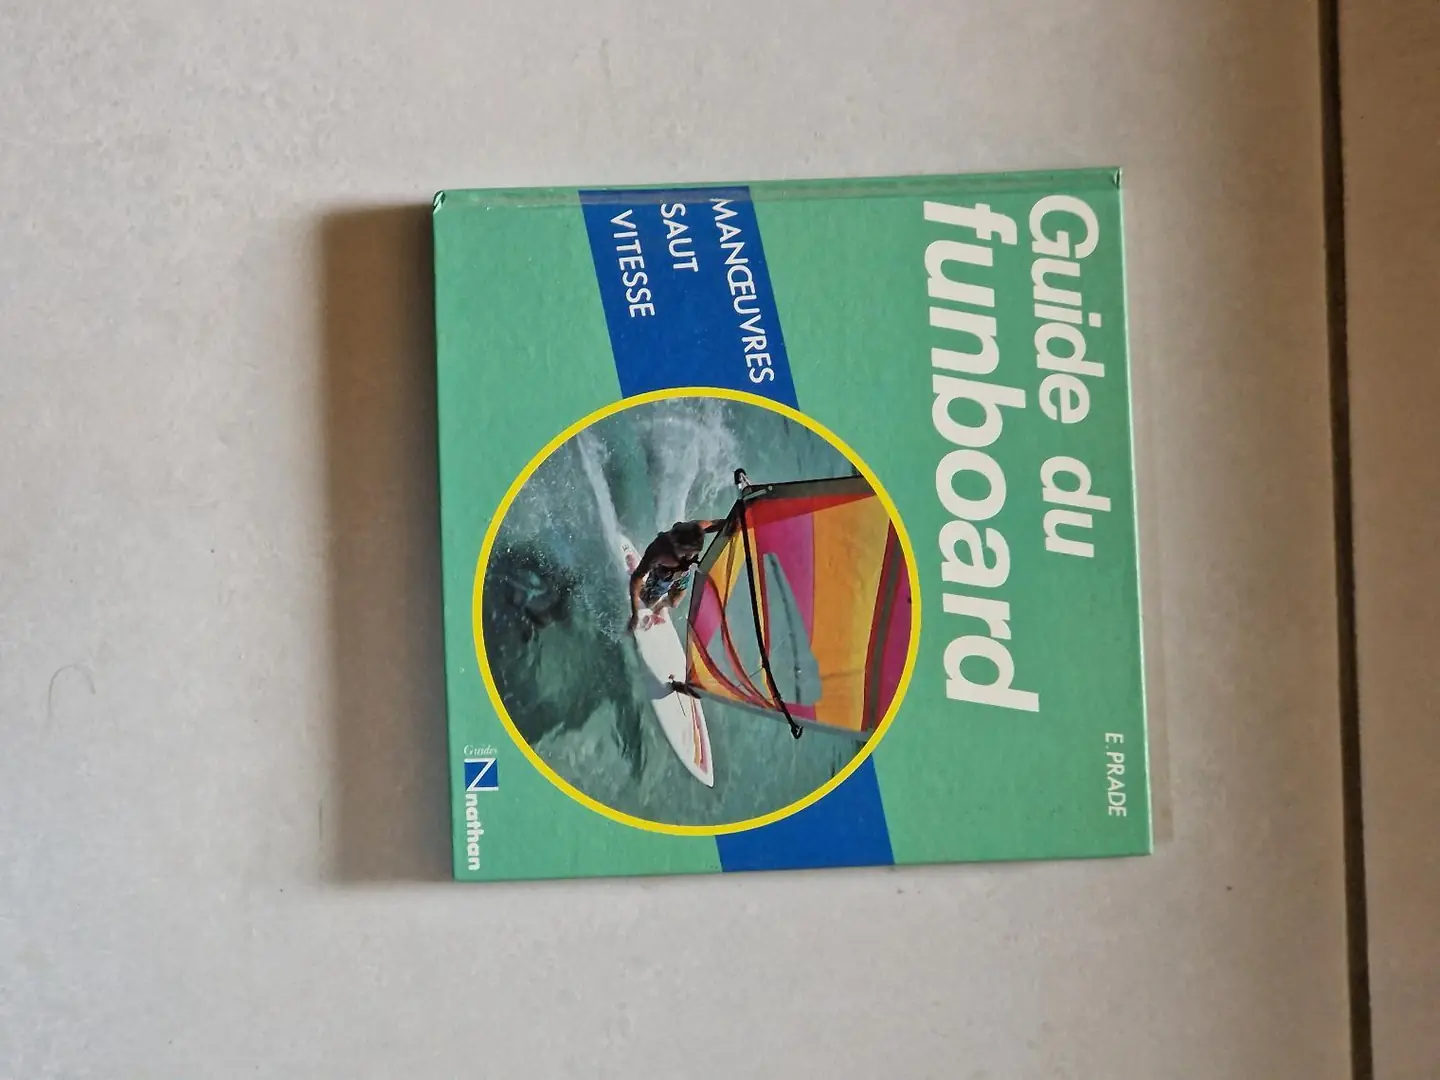 E. PRADE
Guide du
funboard
MANŒUVRES
SAUT
VITESSE
Guides
N nathan